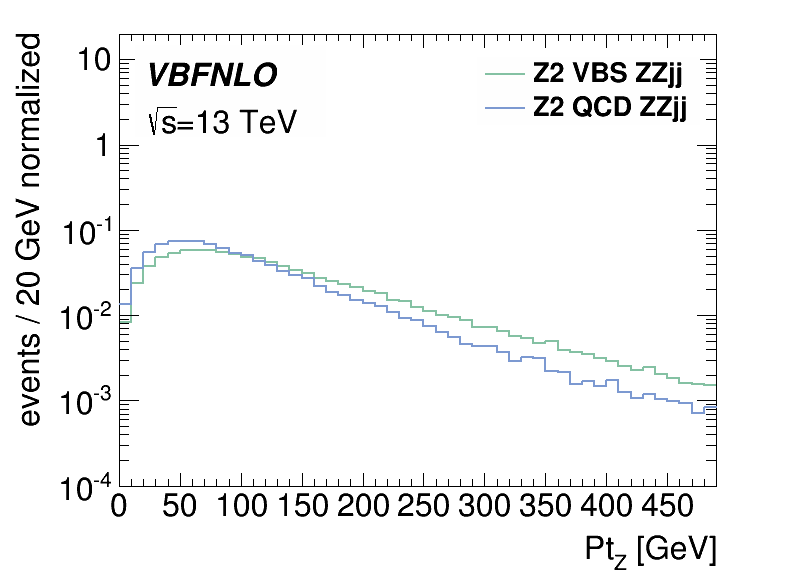 events / 20 GeV normalized
10
1
10^-1
10^-2
10^-3
10^-4
VBFNLO
√s=13 TeV
Z2 VBS ZZjj
Z2 QCD ZZjj
0 50 100 150 200 250 300 350 400 450
Pt_Z [GeV]